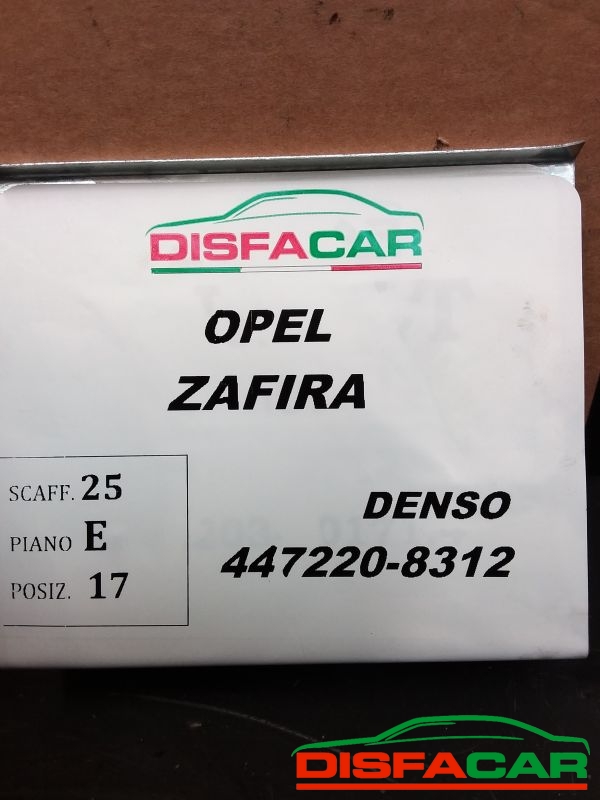 DISFACAR
OPEL
ZAFIRA
SCAFF. 25
PIANO E
POSIZ. 17
DENSO
447220-8312
DISFACAR